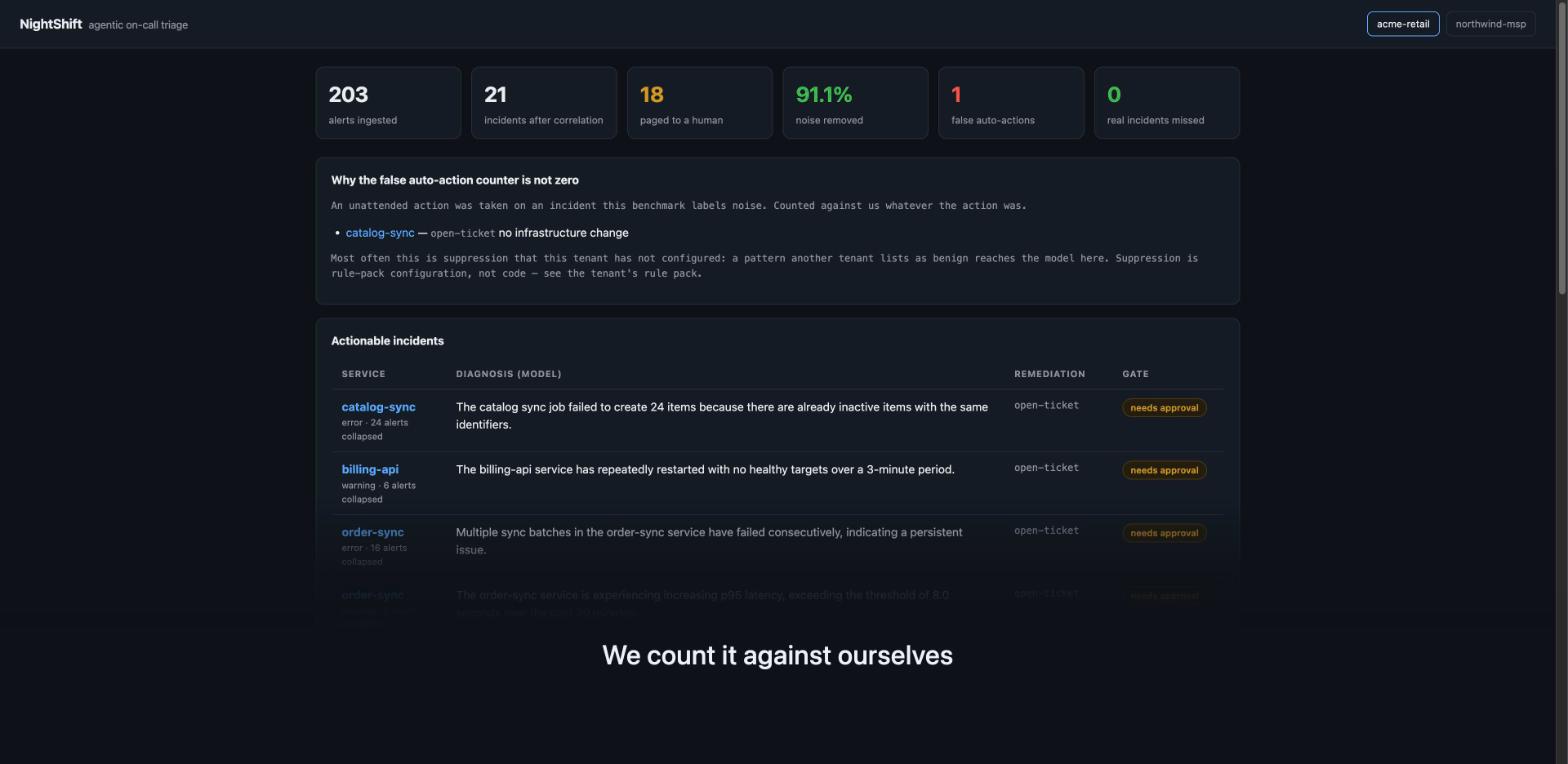 NightShift agentic on-call triage
acme-retail
northwind-msp
203
alerts ingested
21
incidents after correlation
18
paged to a human
91.1%
noise removed
1
false auto-actions
0
real incidents missed
Why the false auto-action counter is not zero
An unattended action was taken on an incident this benchmark labels noise. Counted against us whatever the action was.
• catalog-sync — open-ticket no infrastructure change
Most often this is suppression that this tenant has not configured: a pattern another tenant lists as benign reaches the model here. Suppression is
rule-pack configuration, not code — see the tenant's rule pack.
Actionable incidents
SERVICE DIAGNOSIS (MODEL) REMEDIATION GATE
catalog-sync
error · 24 alerts
collapsed
The catalog sync job failed to create 24 items because there are already inactive items with the same
identifiers.
open-ticket
needs approval
billing-api
warning · 6 alerts
collapsed
The billing-api service has repeatedly restarted with no healthy targets over a 3-minute period.
open-ticket
needs approval
order-sync
error · 16 alerts
collapsed
Multiple sync batches in the order-sync service have failed consecutively, indicating a persistent
issue.
open-ticket
needs approval
order-sync
The order-sync service is experiencing increasing p95 latency, exceeding the threshold of 8.0
open-ticket
needs approval
We count it against ourselves